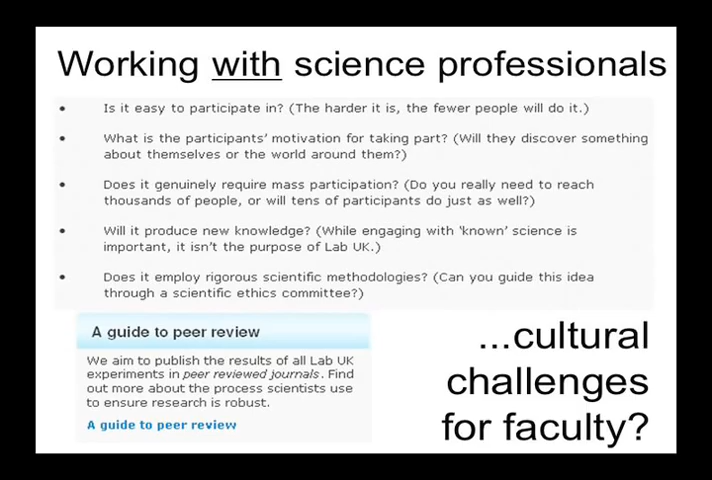 Working with science professionals
• Is it easy to participate in? (The harder it is, the fewer people will do it.)
• What is the participants' motivation for taking part? (Will they discover something
about themselves or the world around them?)
• Does it genuinely require mass participation? (Do you really need to reach
thousands of people, or will tens of participants do just as well?)
• Will it produce new knowledge? (While engaging with 'known' science is
important, it isn't the purpose of Lab UK.)
• Does it employ rigorous scientific methodologies? (Can you guide this idea
through a scientific ethics committee?)
A guide to peer review
We aim to publish the results of all Lab UK
experiments in peer reviewed journals. Find
out more about the process scientists use
to ensure research is robust.
A guide to peer review
...cultural
challenges
for faculty?